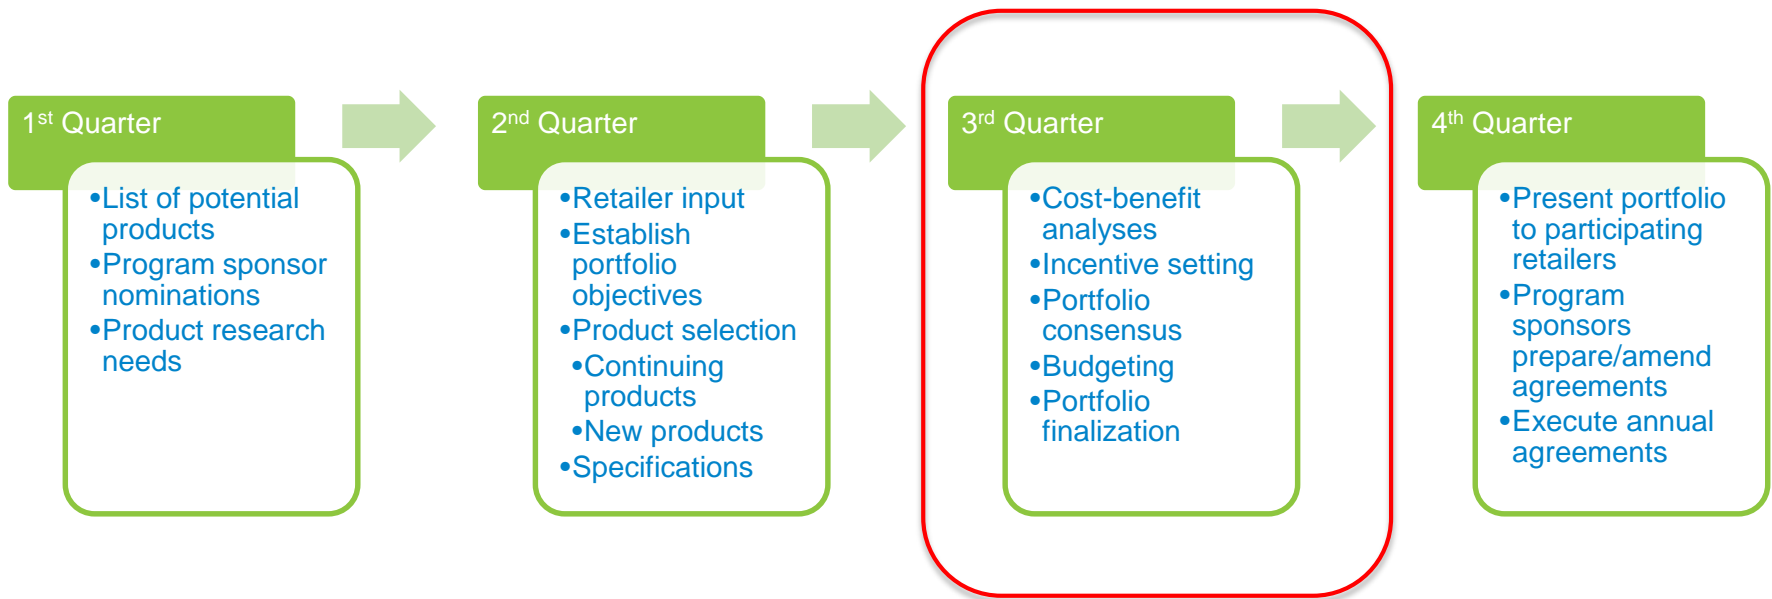 1st Quarter
•List of potential
products
•Program sponsor
nominations
•Product research
needs
2nd Quarter
•Retailer input
•Establish
portfolio
objectives
•Product selection
•Continuing
products
•New products
•Specifications
3rd Quarter
•Cost-benefit
analyses
•Incentive setting
•Portfolio
consensus
•Budgeting
•Portfolio
finalization
4th Quarter
•Present portfolio
to participating
retailers
•Program
sponsors
prepare/amend
agreements
•Execute annual
agreements